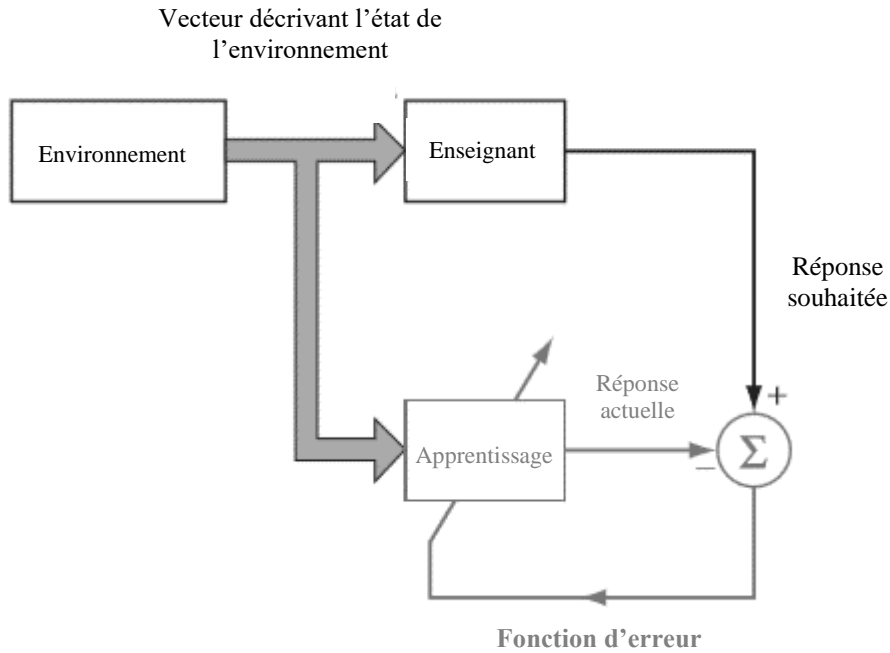 Vecteur décrivant l’état de
l’environnement
Environnement
Enseignant
Réponse
souhaitée
Réponse
actuelle
+
Apprentissage
−
Σ
Fonction d’erreur